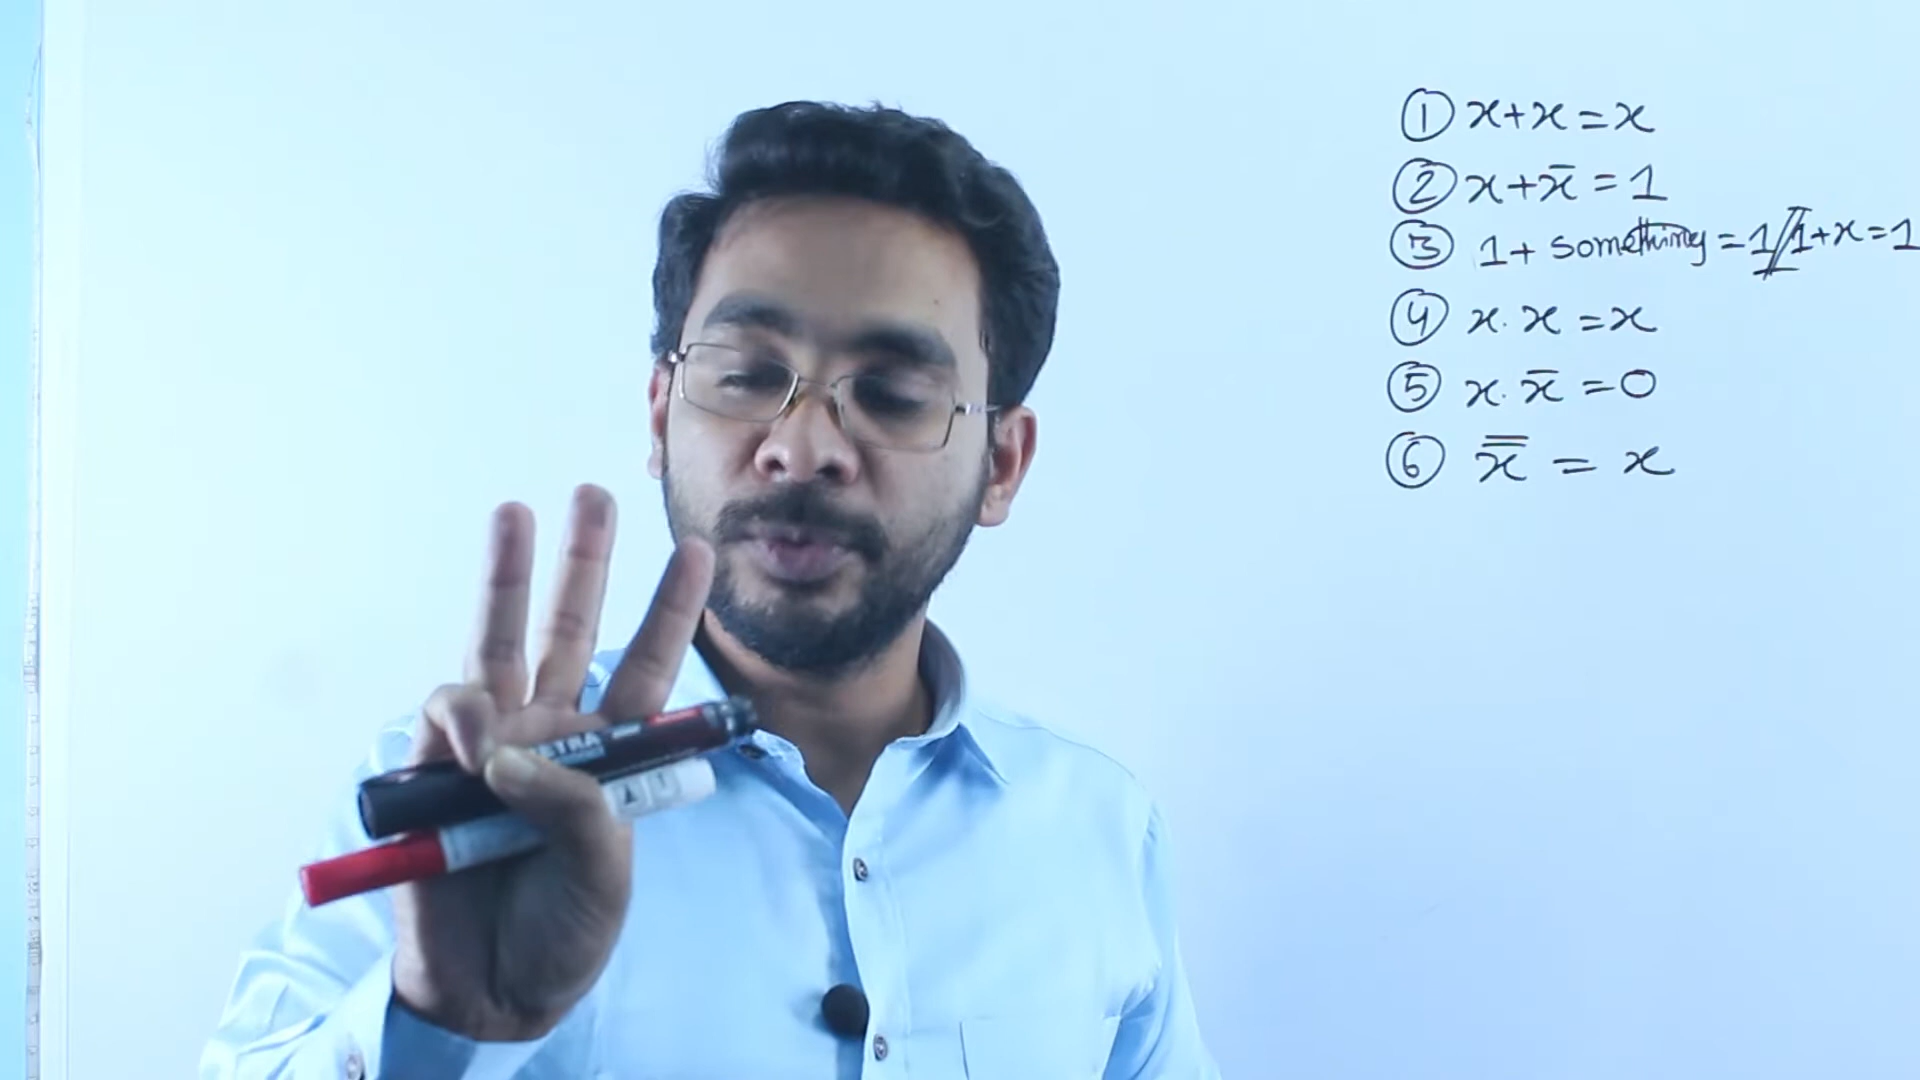 ① x+x=x
② x+x̄=1
③ 1+ something=1//1+x=1
④ x·x=x
⑤ x·x̄=0
⑥ x̿ = x